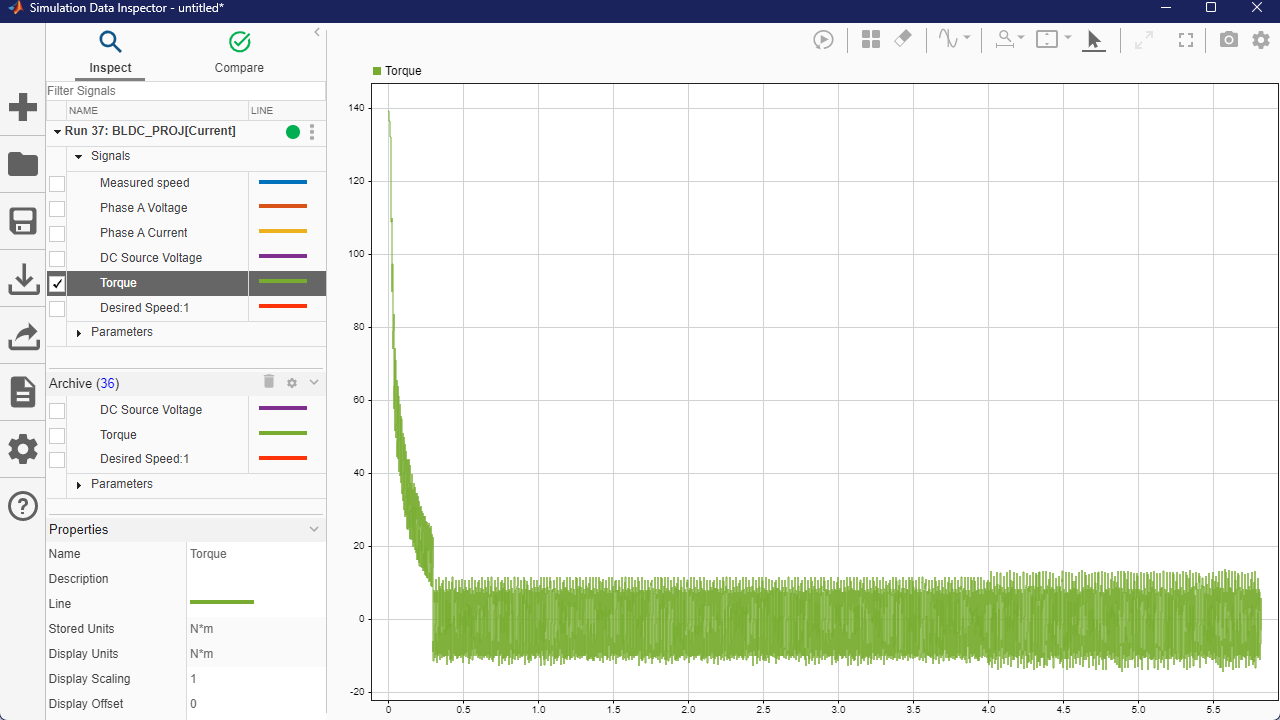 Simulation Data Inspector - untitled*
Inspect
Compare
Filter Signals
NAME
LINE
Run 37: BLDC_PROJ[Current]
Signals
Measured speed
Phase A Voltage
Phase A Current
DC Source Voltage
Torque
Desired Speed:1
Parameters
Archive (36)
DC Source Voltage
Torque
Desired Speed:1
Parameters
Properties
Name Torque
Description
Line
Stored Units N*m
Display Units N*m
Display Scaling 1
Display Offset 0
Torque
140
120
100
80
60
40
20
0
-20
0 0.5 1.0 1.5 2.0 2.5 3.0 3.5 4.0 4.5 5.0 5.5